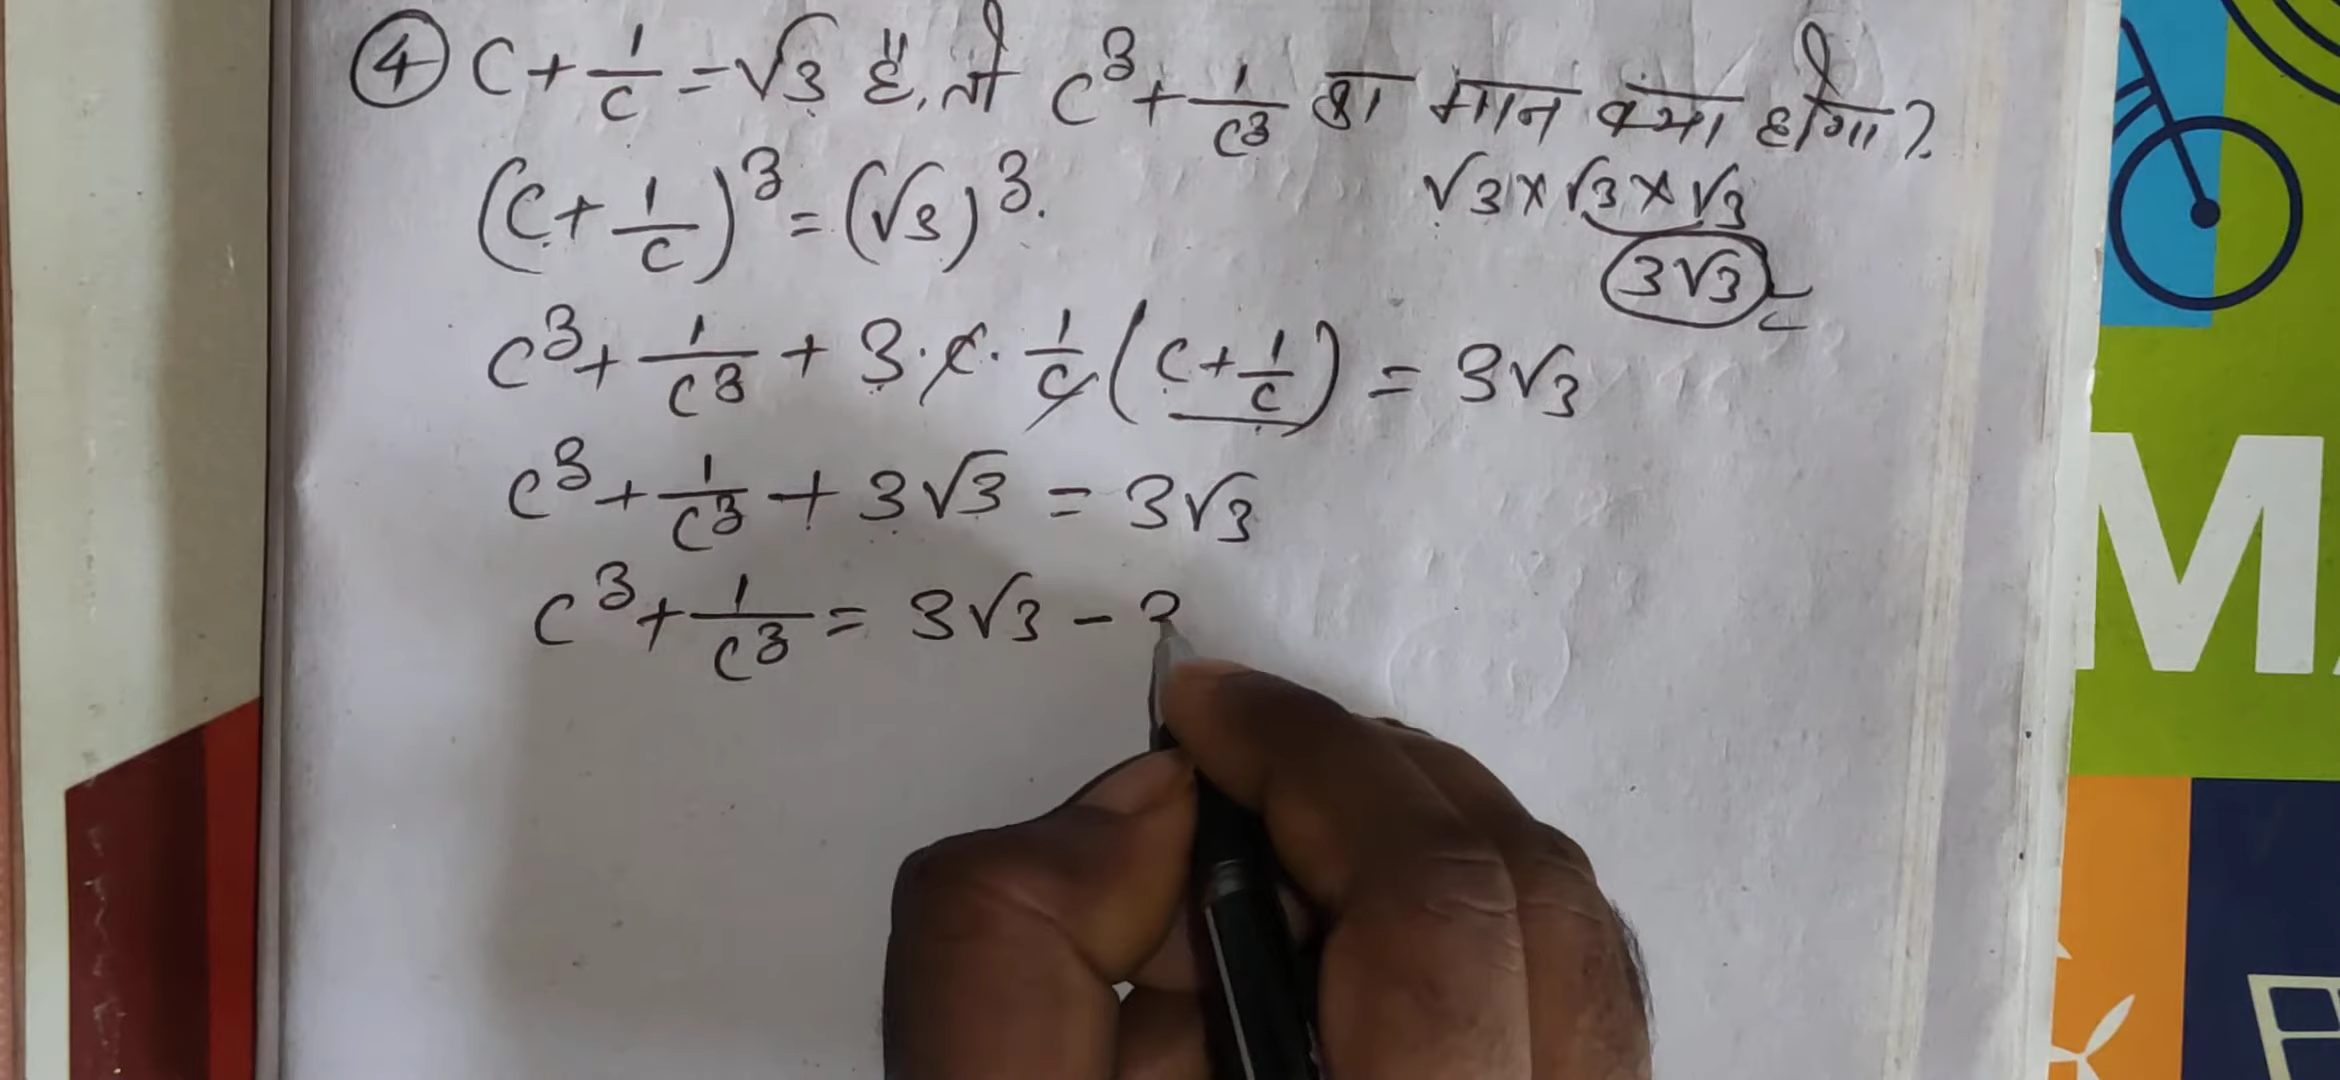 ④ C + 1/C = √3 है, तो C³ + 1/C³ का मान क्या होगा?
(C + 1/C)³ = (√3)³.
√3 × √3 × √3
3√3
C³ + 1/C³ + 3·C·1/C (C + 1/C) = 3√3
C³ + 1/C³ + 3√3 = 3√3
C³ + 1/C³ = 3√3 −
M